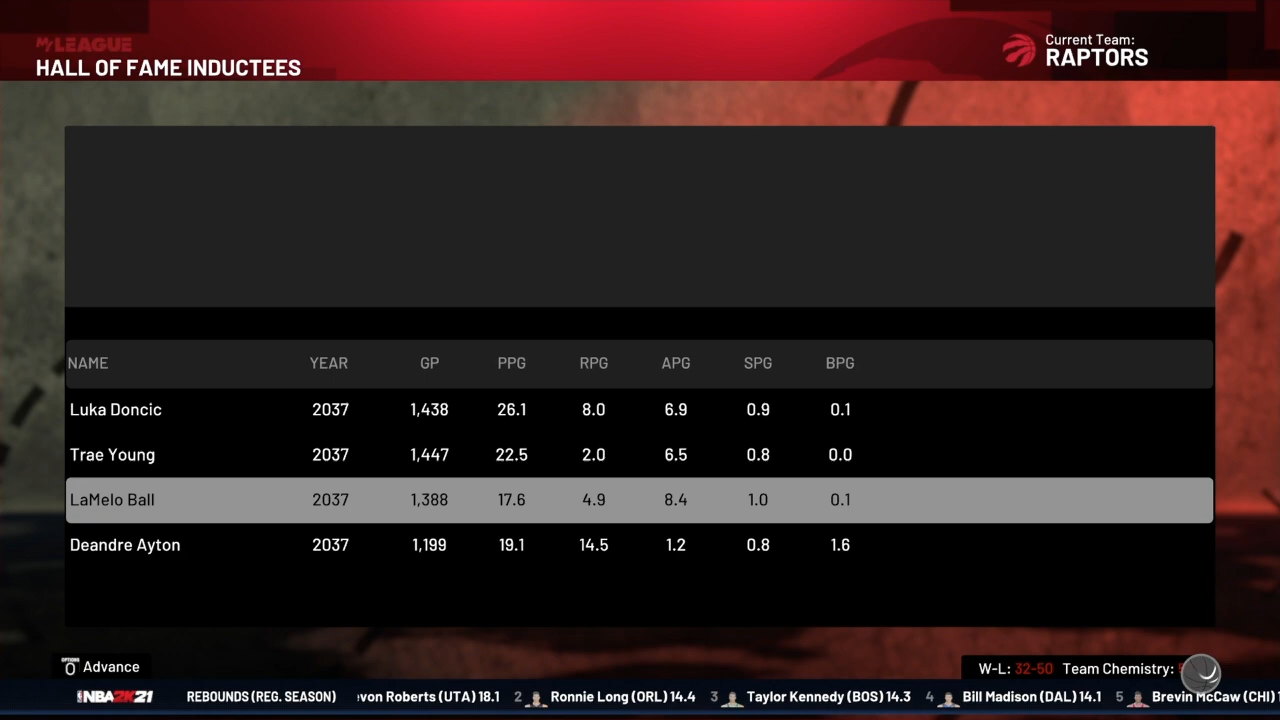 MyLEAGUE
HALL OF FAME INDUCTEES
Current Team:
RAPTORS
NAME YEAR GP PPG RPG APG SPG BPG
Luka Doncic 2037 1,438 26.1 8.0 6.9 0.9 0.1
Trae Young 2037 1,447 22.5 2.0 6.5 0.8 0.0
LaMelo Ball 2037 1,388 17.6 4.9 8.4 1.0 0.1
Deandre Ayton 2037 1,199 19.1 14.5 1.2 0.8 1.6
OPTIONS Advance
W-L: 32-50 Team Chemistry:
NBA2K21 REBOUNDS (REG. SEASON) evon Roberts (UTA) 18.1 2 Ronnie Long (ORL) 14.4 3 Taylor Kennedy (BOS) 14.3 4 Bill Madison (DAL) 14.1 5 Brevin McCaw (CHI)